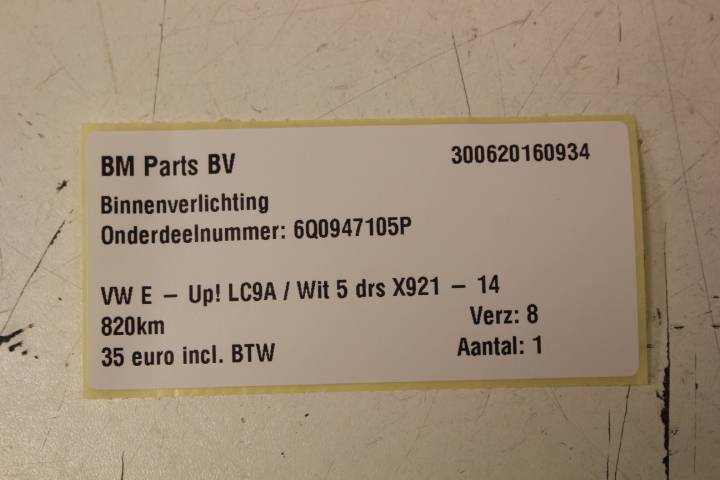 BM Parts BV 300620160934
Binnenverlichting
Onderdeelnummer: 6Q0947105P
VW E – Up! LC9A / Wit 5 drs X921 – 14
820km Verz: 8
35 euro incl. BTW Aantal: 1